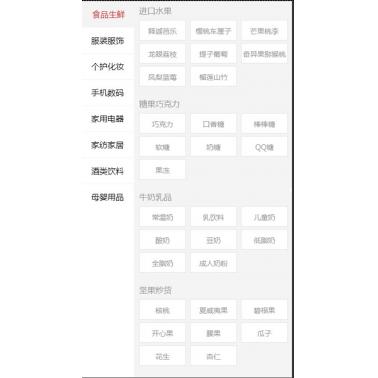 食品生鲜
服装服饰
个护化妆
手机数码
家用电器
家纺家居
酒类饮料
母婴用品
进口水果
释迦芭乐
樱桃车厘子
芒果桃李
龙眼荔枝
提子葡萄
奇异果猕猴桃
凤梨蓝莓
榴莲山竹
糖果巧克力
巧克力
口香糖
棒棒糖
软糖
奶糖
QQ糖
果冻
牛奶乳品
常温奶
乳饮料
儿童奶
酸奶
豆奶
低脂奶
全脂奶
成人奶粉
坚果炒货
核桃
夏威夷果
碧根果
开心果
腰果
瓜子
花生
杏仁